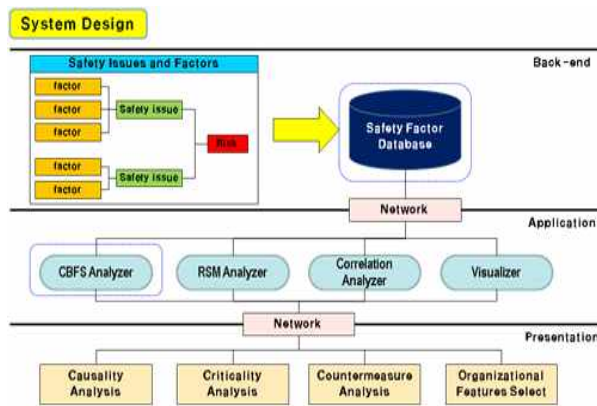 System Design
Safety Issues and Factors
Back-end
factor
factor
factor
Safety issue
Risk
factor
factor
Safety issue
Safety Factor
Database
Network
Application
CBFS Analyzer
RSM Analyzer
Correlation
Analyzer
Visualizer
Network
Presentation
Causality
Analysis
Criticality
Analysis
Countermeasure
Analysis
Organizational
Features Select